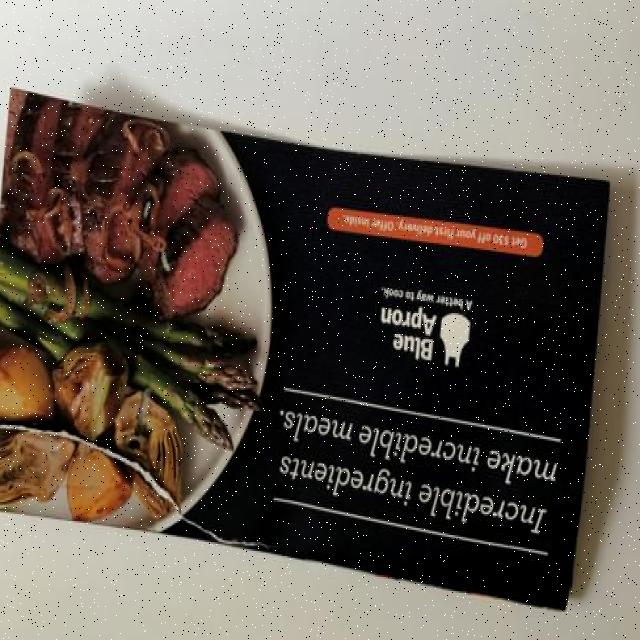 Incredible ingredients
make incredible meals.
Blue
Apron
A better way to cook.
Get $30 off your first delivery. Offer inside.